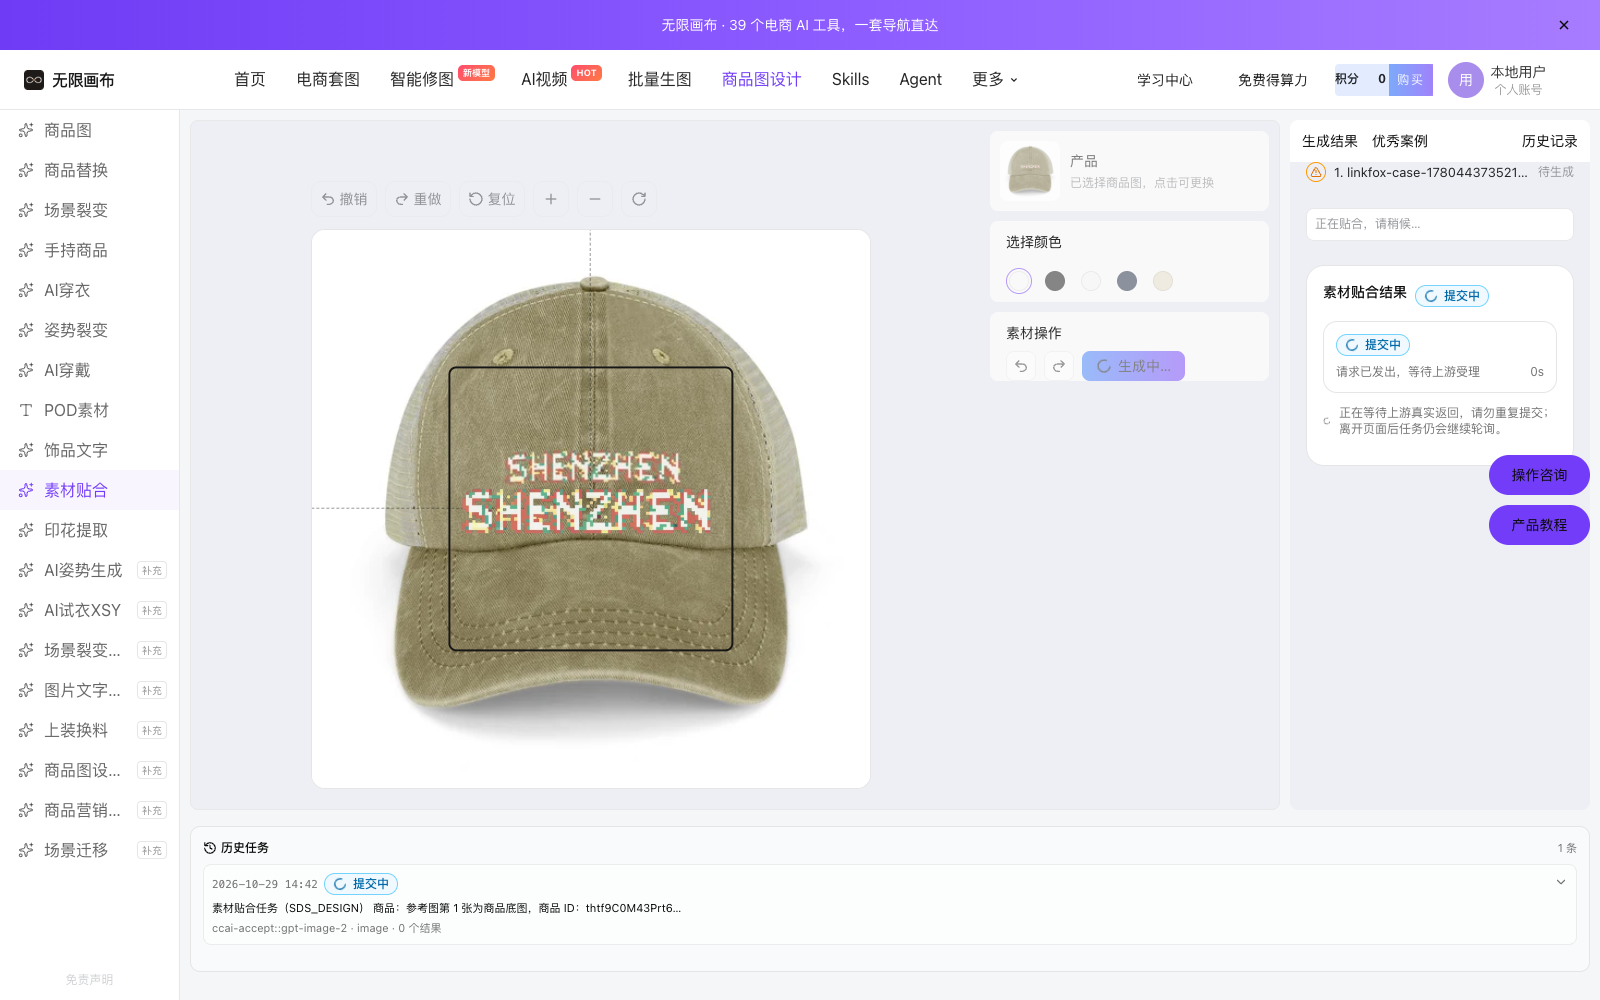 无限画布 · 39 个电商 AI 工具，一套导航直达
无限画布
首页
电商套图
智能修图
新模型
AI视频
HOT
批量生图
商品图设计
Skills
Agent
更多
学习中心
免费得算力
积分 0
购买
用
本地用户
个人账号
商品图
商品替换
场景裂变
手持商品
AI穿衣
姿势裂变
AI穿戴
POD素材
饰品文字
素材贴合
印花提取
AI姿势生成 补充
AI试衣XSY 补充
场景裂变... 补充
图片文字... 补充
上装换料 补充
商品图设... 补充
商品营销... 补充
场景迁移 补充
免责声明
撤销
重做
复位
SHENZHEN
SHENZHEN
产品
已选择商品图，点击可更换
选择颜色
素材操作
生成中...
生成结果
优秀案例
历史记录
1. linkfox-case-178044373521... 待生成
正在贴合，请稍候...
素材贴合结果
提交中
提交中
请求已发出，等待上游受理 0s
正在等待上游真实返回，请勿重复提交；
离开页面后任务仍会继续轮询。
操作咨询
产品教程
历史任务
1 条
2026-10-29 14:42
提交中
素材贴合任务（SDS_DESIGN） 商品：参考图第 1 张为商品底图，商品 ID：thtf9C0M43Prt6...
ccai-accept::gpt-image-2 · image · 0 个结果